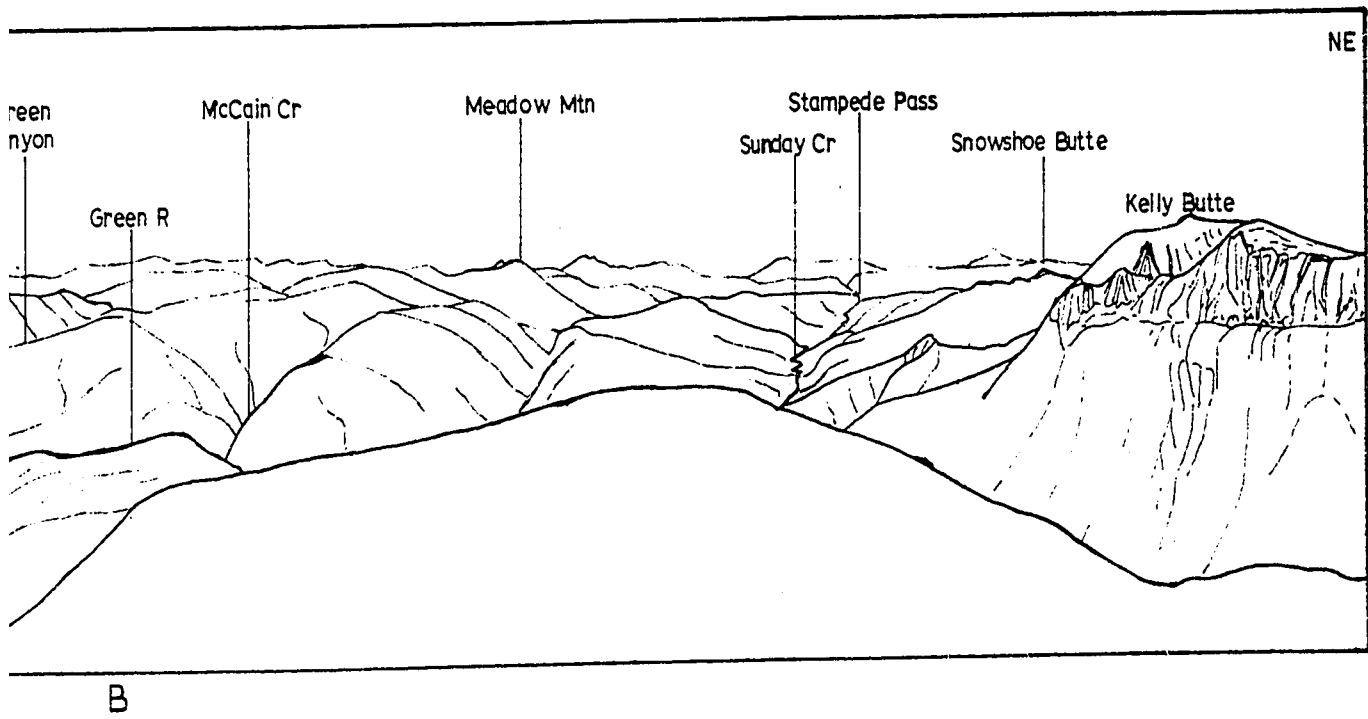 NE
Stampede Pass
McCain Cr
Meadow Mtn
reen
nyon
Sunday Cr
Snowshoe Butte
Green R
Kelly Butte
B